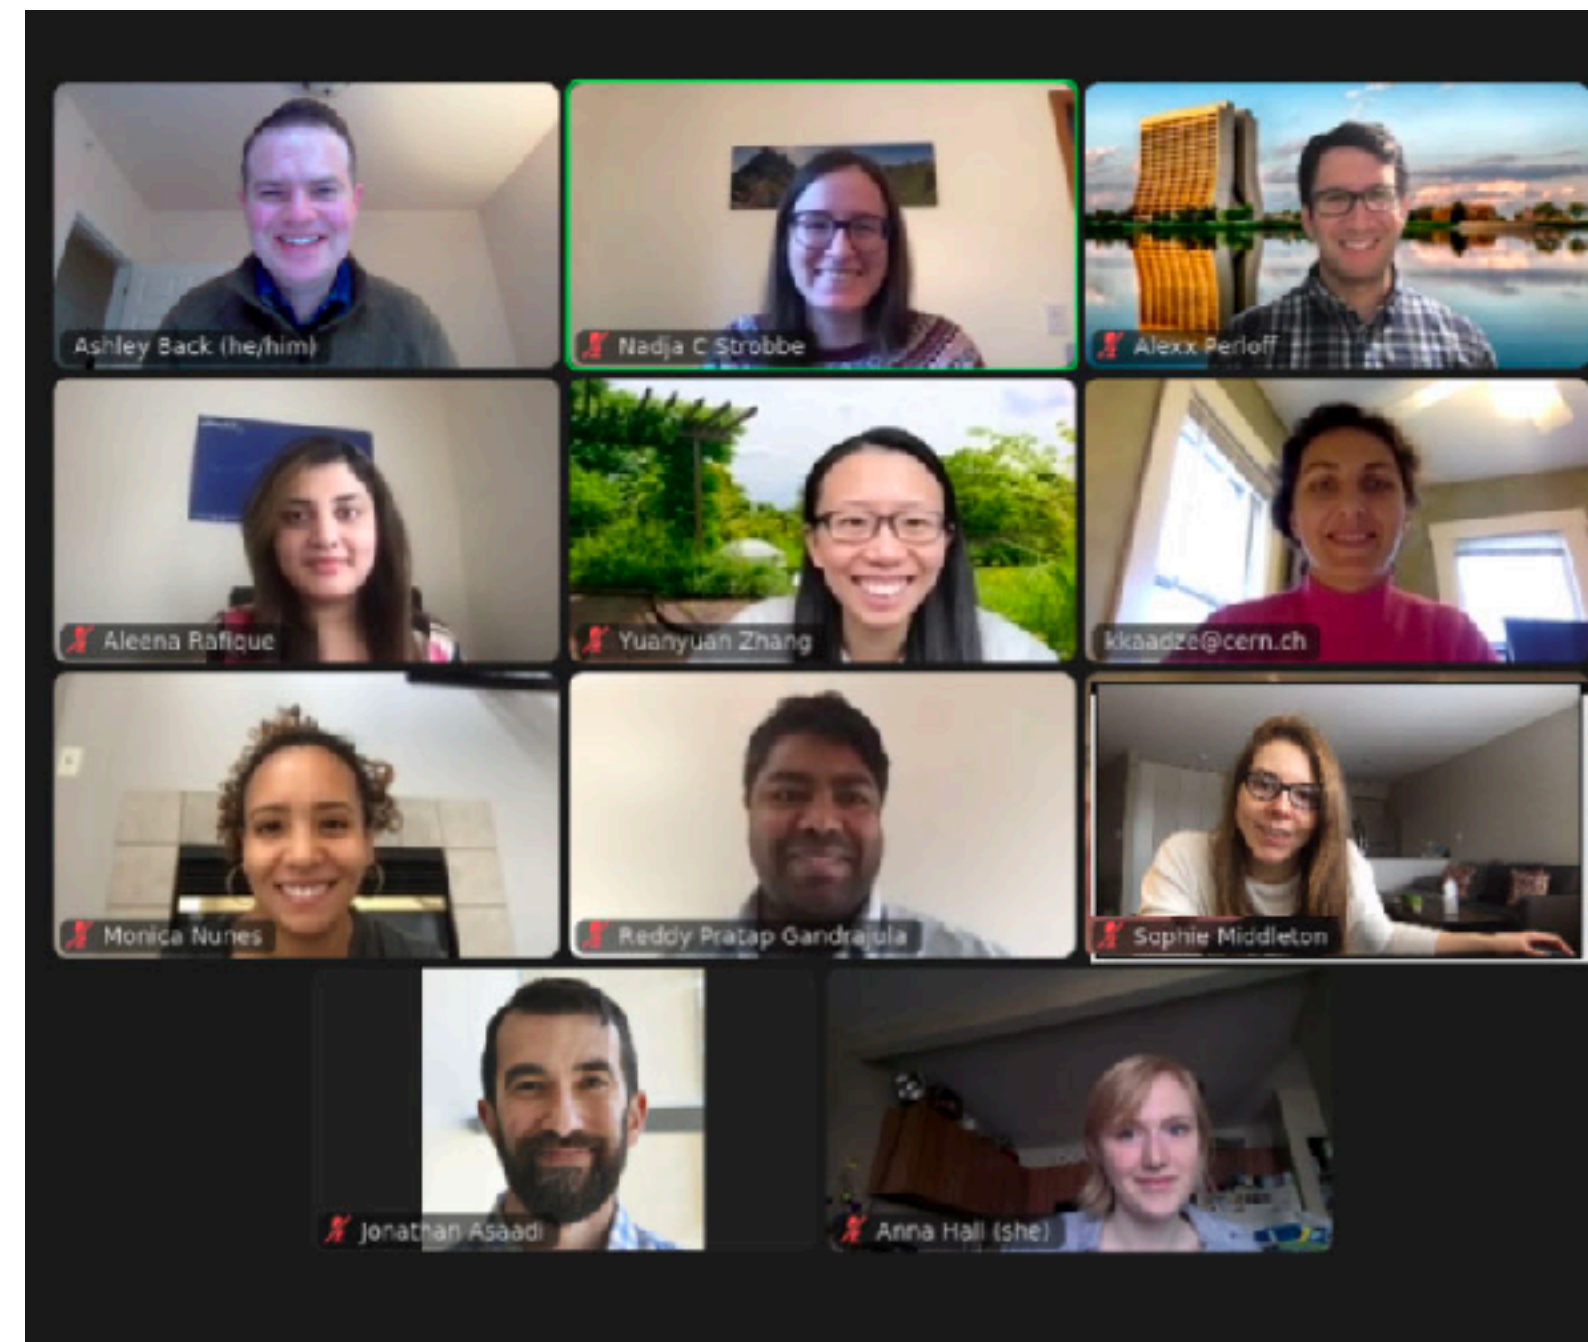 Ashley Back (he/him)
Nadja C Strobbe
Alexx Perloff
Aleena Rafique
Yuanyuan Zhang
kkaadze@cern.ch
Monica Nunes
Reddy Pratap Gandrajula
Sophie Middleton
Jonathan Asaadi
Anna Hall (she)